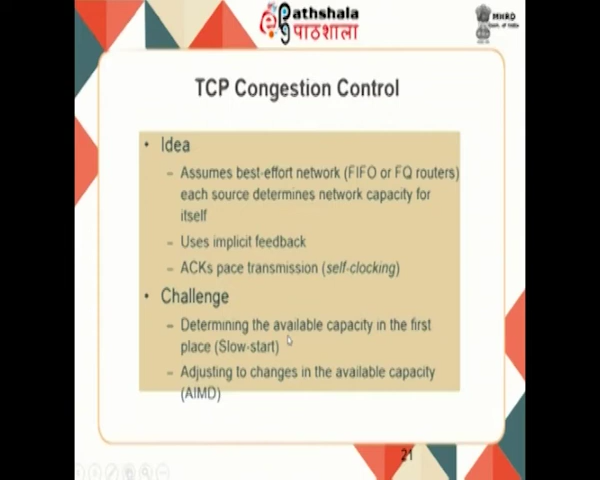 Pathshala
पाठशाला
MHRD
TCP Congestion Control
• Idea
– Assumes best-effort network (FIFO or FQ routers)
each source determines network capacity for
itself
– Uses implicit feedback
– ACKs pace transmission (self-clocking)
• Challenge
– Determining the available capacity in the first
place (Slow-start)
– Adjusting to changes in the available capacity
(AIMD)
21